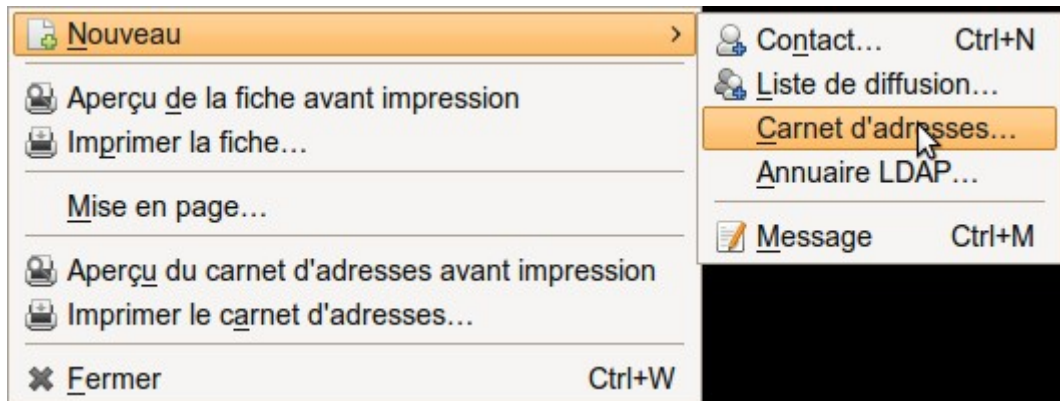 Nouveau
Aperçu de la fiche avant impression
Imprimer la fiche…
Mise en page…
Aperçu du carnet d'adresses avant impression
Imprimer le carnet d'adresses…
Fermer Ctrl+W
Contact… Ctrl+N
Liste de diffusion…
Carnet d'adresses…
Annuaire LDAP…
Message Ctrl+M